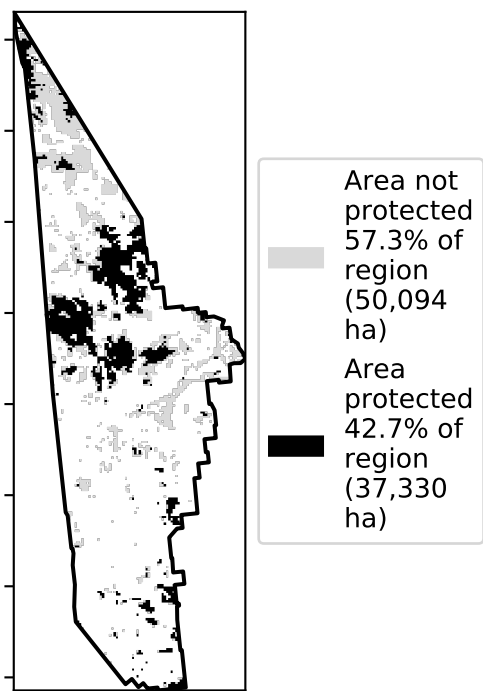 Area not
protected
57.3% of
region
(50,094
ha)
Area
protected
42.7% of
region
(37,330
ha)